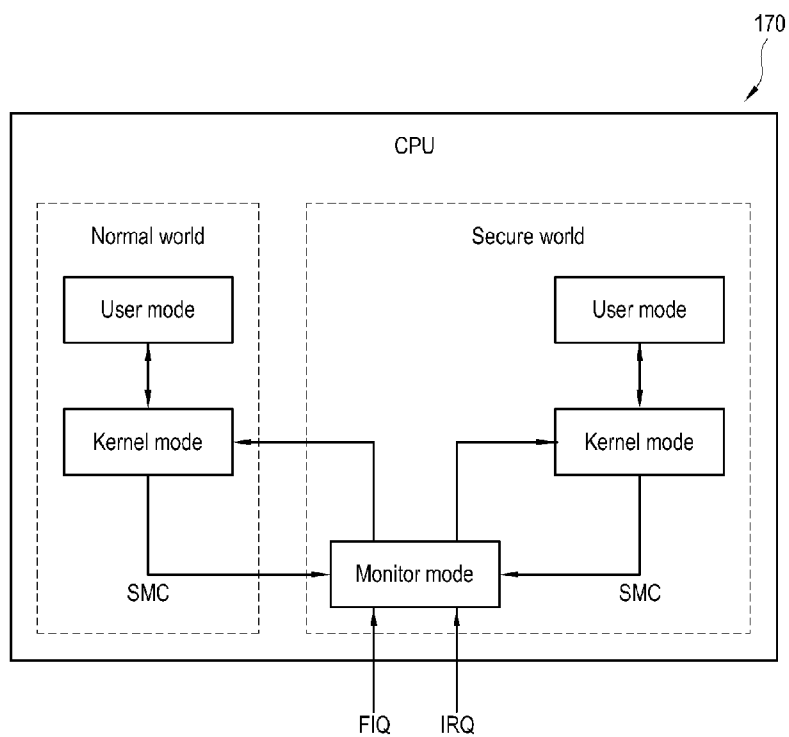 170
CPU
Normal world
Secure world
User mode
User mode
Kernel mode
Kernel mode
Monitor mode
SMC
SMC
FIQ
IRQ